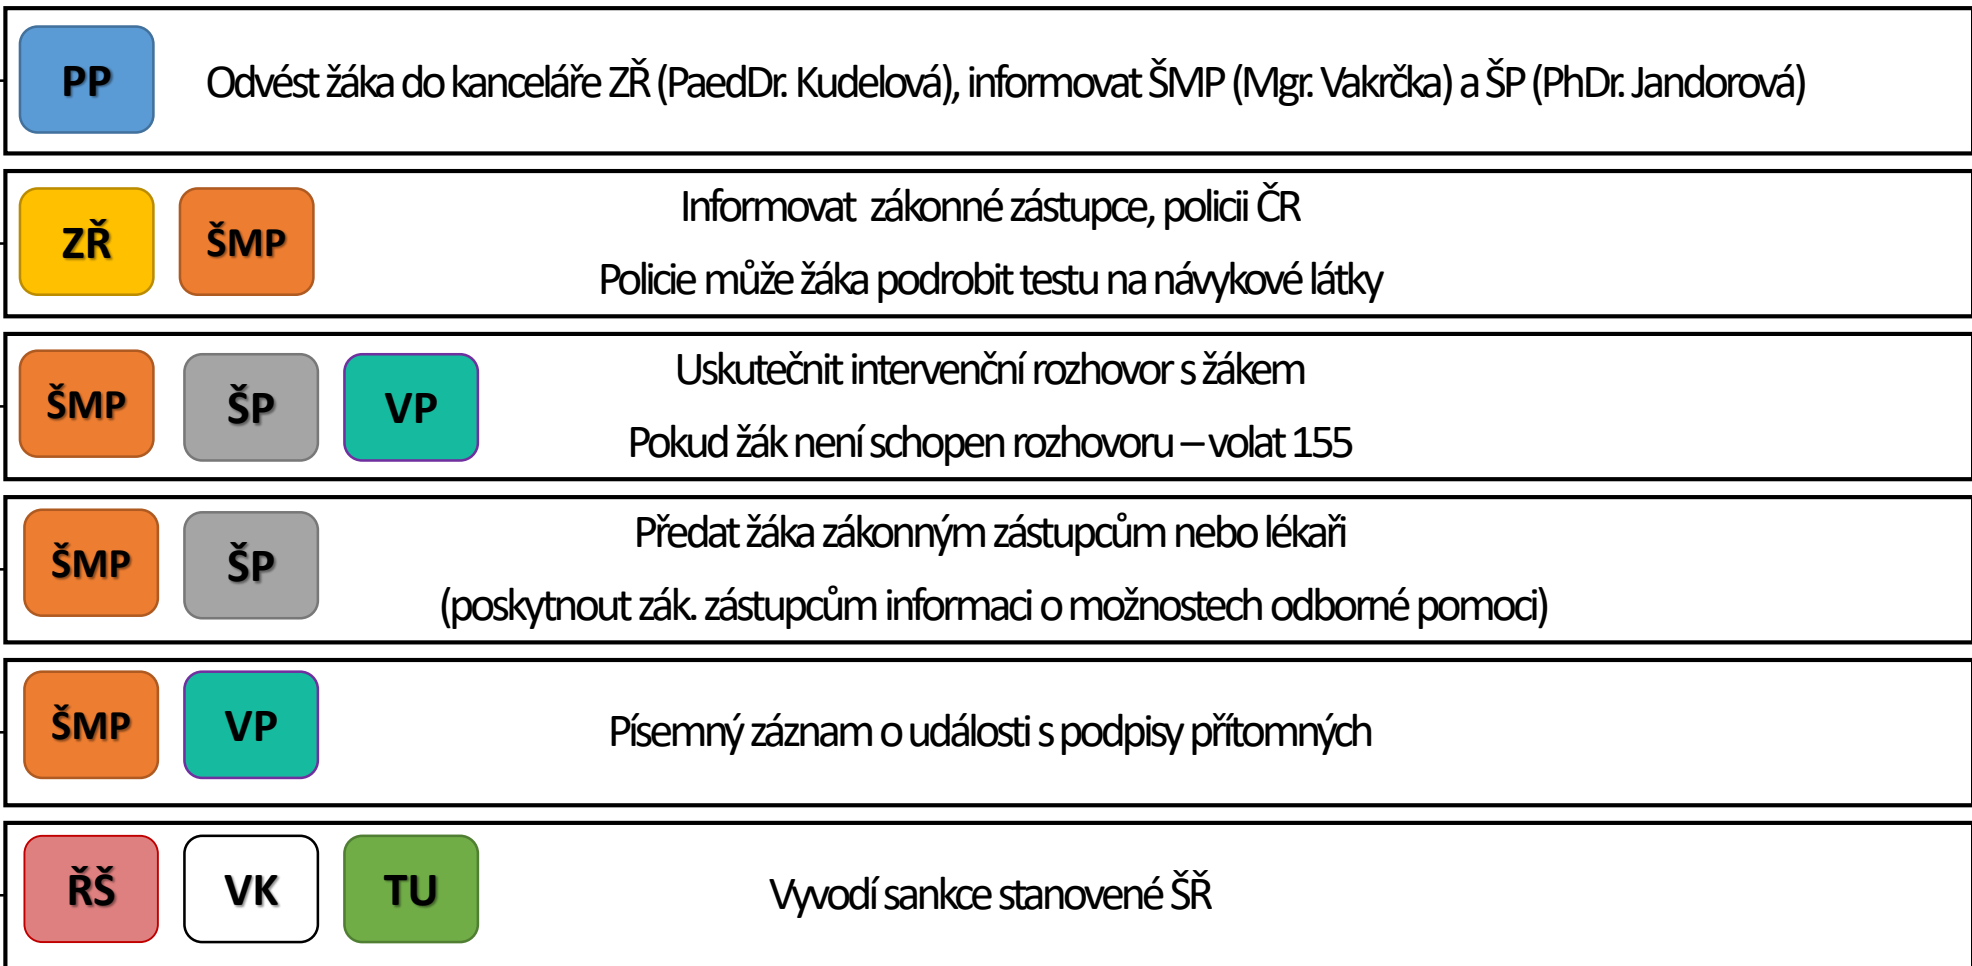 PP
Odvést žáka do kanceláře ZŘ (PaedDr. Kudelová), informovat ŠMP (Mgr. Vakrčka) a ŠP (PhDr. Jandorová)
ZŘ ŠMP
Informovat zákonné zástupce, policii ČR
Policie může žáka podrobit testu na návykové látky
ŠMP ŠP VP
Uskutečnit intervenční rozhovor s žákem
Pokud žák není schopen rozhovoru – volat 155
ŠMP ŠP
Předat žáka zákonným zástupcům nebo lékaři
(poskytnout zák. zástupcům informaci o možnostech odborné pomoci)
ŠMP VP
Písemný záznam o události s podpisy přítomných
ŘŠ VK TU
Vyvodí sankce stanovené ŠŘ